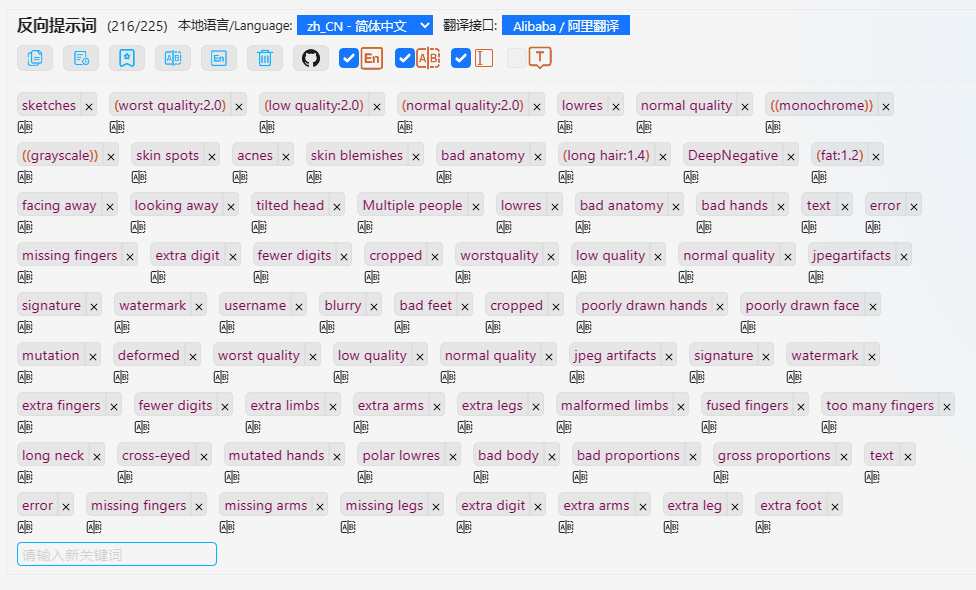 反向提示词 (216/225) 本地语言/Language: zh_CN - 简体中文 翻译接口: Alibaba / 阿里翻译
En A B En A B T
sketches × (worst quality:2.0) × (low quality:2.0) × (normal quality:2.0) × lowres × normal quality × ((monochrome)) ×
((grayscale)) × skin spots × acnes × skin blemishes × bad anatomy × (long hair:1.4) × DeepNegative × (fat:1.2) ×
facing away × looking away × tilted head × Multiple people × lowres × bad anatomy × bad hands × text × error ×
missing fingers × extra digit × fewer digits × cropped × worstquality × low quality × normal quality × jpegartifacts ×
signature × watermark × username × blurry × bad feet × cropped × poorly drawn hands × poorly drawn face ×
mutation × deformed × worst quality × low quality × normal quality × jpeg artifacts × signature × watermark ×
extra fingers × fewer digits × extra limbs × extra arms × extra legs × malformed limbs × fused fingers × too many fingers ×
long neck × cross-eyed × mutated hands × polar lowres × bad body × bad proportions × gross proportions × text ×
error × missing fingers × missing arms × missing legs × extra digit × extra arms × extra leg × extra foot ×
请输入新关键词